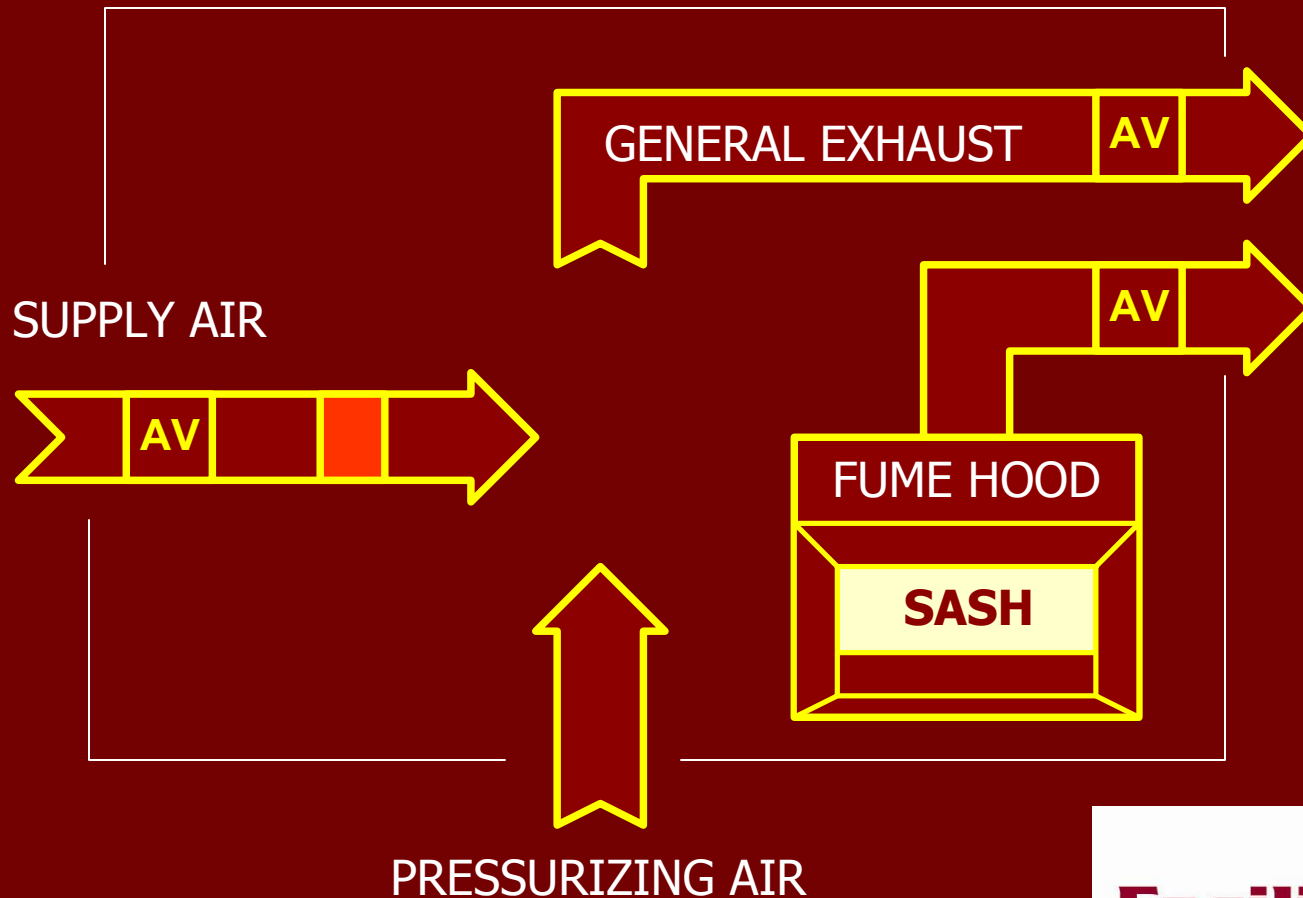 GENERAL EXHAUST
AV
SUPPLY AIR
AV
AV
FUME HOOD
SASH
PRESSURIZING AIR